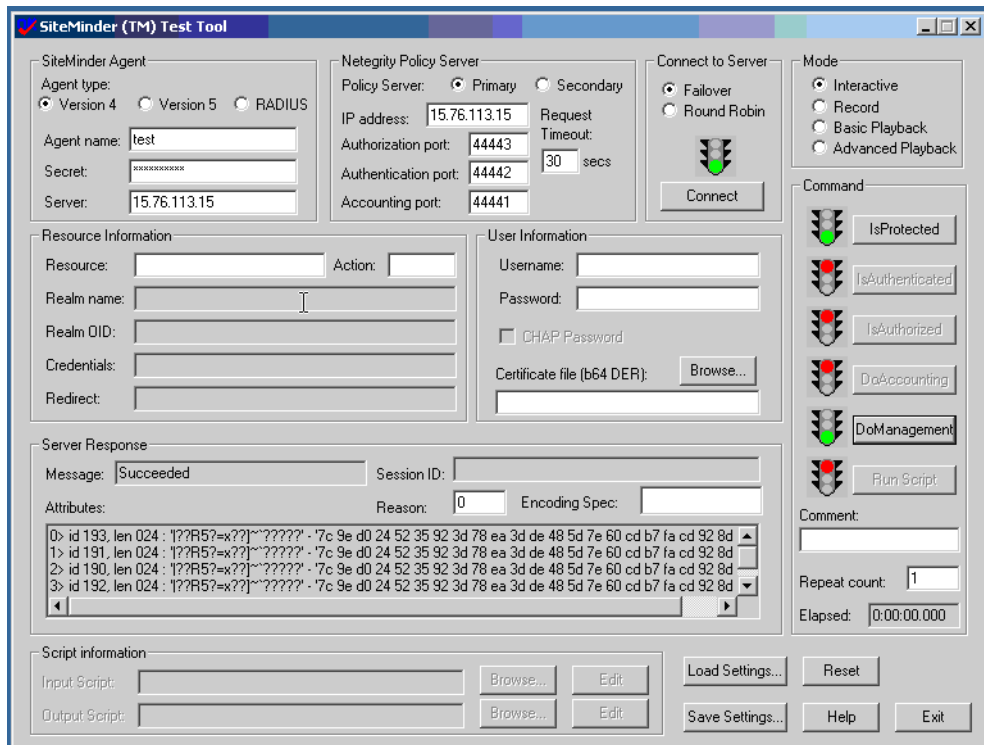 SiteMinder (TM) Test Tool
SiteMinder Agent
Agent type:
Version 4 Version 5 RADIUS
Agent name: test
Secret: **********
Server: 15.76.113.15
Netegrity Policy Server
Policy Server: Primary Secondary
IP address: 15.76.113.15
Authorization port: 44443
Authentication port: 44442
Accounting port: 44441
Request
Timeout:
30 secs
Connect to Server
Failover
Round Robin
Connect
Mode
Interactive
Record
Basic Playback
Advanced Playback
Command
IsProtected
IsAuthenticated
IsAuthorized
DoAccounting
DoManagement
Run Script
Comment:
Repeat count: 1
Elapsed: 0:00:00.000
Resource Information
Resource: Action:
Realm name:
Realm OID:
Credentials:
Redirect:
User Information
Username:
Password:
CHAP Password
Certificate file (b64 DER): Browse...
Server Response
Message: Succeeded Session ID:
Attributes: Reason: 0 Encoding Spec:
0> id 193, len 024 : '|??R5?=x??]~`?????' - '7c 9e d0 24 52 35 92 3d 78 ea 3d de 48 5d 7e 60 cd b7 fa cd 92 8d
1> id 191, len 024 : '|??R5?=x??]~`?????' - '7c 9e d0 24 52 35 92 3d 78 ea 3d de 48 5d 7e 60 cd b7 fa cd 92 8d
2> id 190, len 024 : '|??R5?=x??]~`?????' - '7c 9e d0 24 52 35 92 3d 78 ea 3d de 48 5d 7e 60 cd b7 fa cd 92 8d
3> id 192, len 024 : '|??R5?=x??]~`?????' - '7c 9e d0 24 52 35 92 3d 78 ea 3d de 48 5d 7e 60 cd b7 fa cd 92 8d
Script information
Input Script: Browse... Edit
Output Script: Browse... Edit
Load Settings... Reset
Save Settings... Help Exit